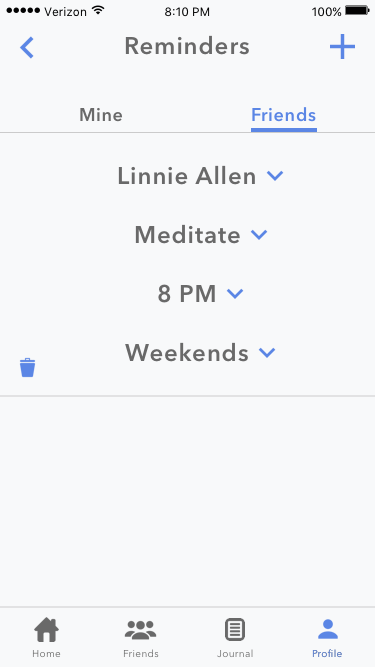 Verizon 8:10 PM 100%
Reminders
Mine Friends
Linnie Allen
Meditate
8 PM
Weekends
Home Friends Journal Profile